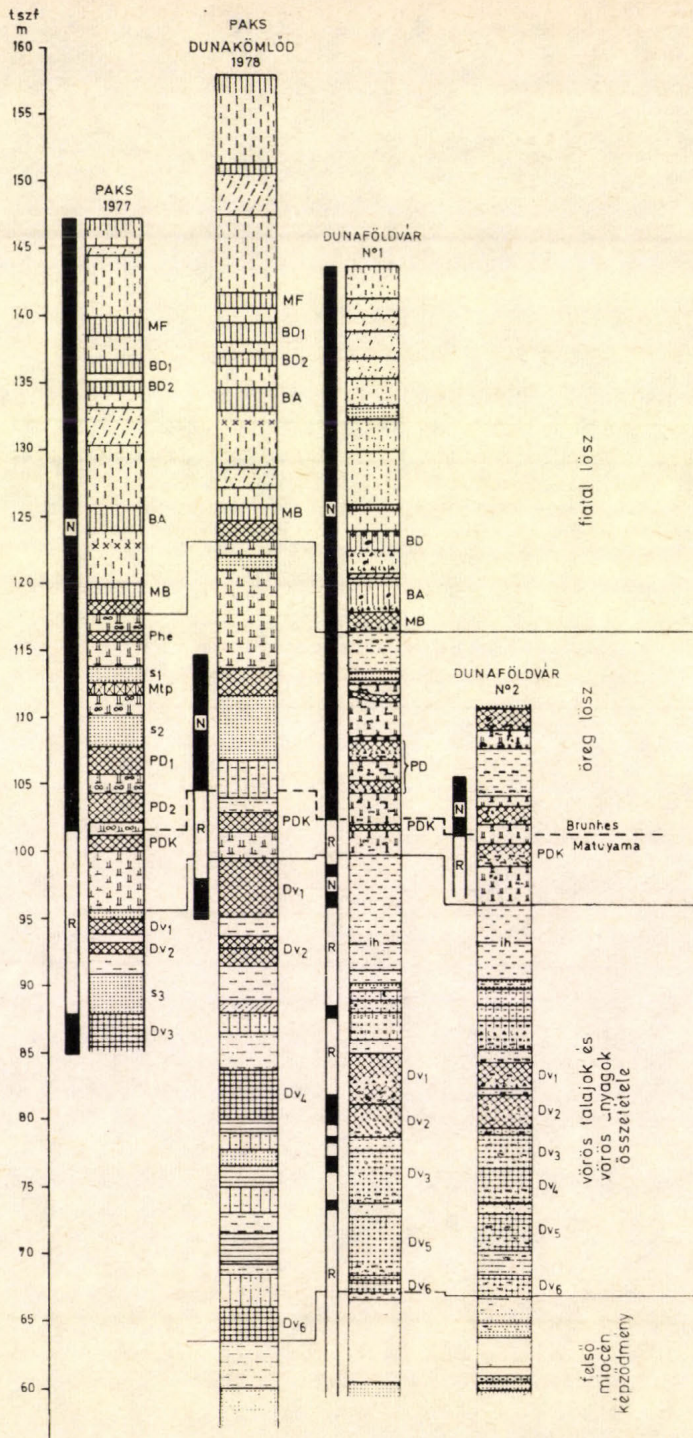 tszf
m
160
155
150
145
140
135
130
125
120
115
110
105
100
95
90
85
80
75
70
65
60
PAKS
1977
N
R
MF
BD1
BD2
BA
MB
Phe
s1
Mtp
s2
PD1
PD2
PDK
Dv1
Dv2
s3
Dv3
PAKS
DUNAKÖMLŐD
1978
N
R
MF
BD1
BD2
BA
MB
PDK
Dv1
Dv2
Dv4
Dv6
DUNAFÖLDVÁR
Nº1
N
R
N
R
R
R
BD
BA
MB
PD
PDK
ih
Dv1
Dv2
Dv3
Dv5
Dv6
DUNAFÖLDVÁR
Nº2
N
R
PDK
ih
Dv1
Dv2
Dv3
Dv4
Dv5
Dv6
Brunhes
Matuyama
fiatal lösz
öreg lösz
vörös talajok és
vörös -nyagok
összetétele
felső
miocén
képződmény